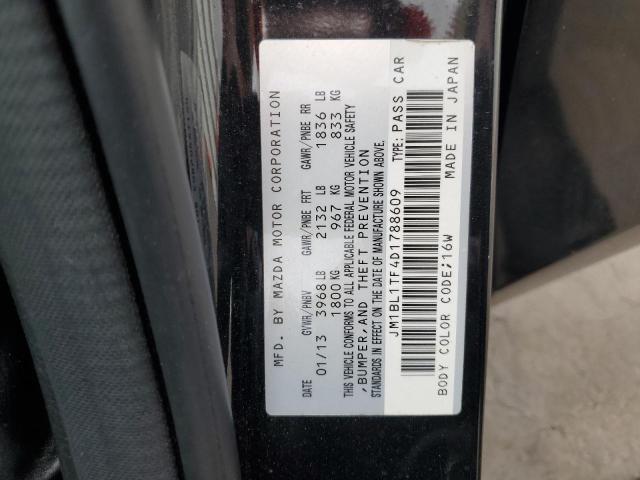 MFD. BY MAZDA MOTOR CORPORATION
DATE GVWR/PNBV GAWR/PNBE FRT GAWR/PNBE RR
01/13 3968 LB 2132 LB 1836 LB
1800 KG 967 KG 833 KG
THIS VEHICLE CONFORMS TO ALL APPLICABLE FEDERAL MOTOR VEHICLE SAFETY
,BUMPER,AND THEFT PREVENTION
STANDARDS IN EFFECT ON THE DATE OF MANUFACTURE SHOWN ABOVE.
JM1BL1TF4D1788609 TYPE: PASS CAR
BODY COLOR CODE;16W MADE IN JAPAN